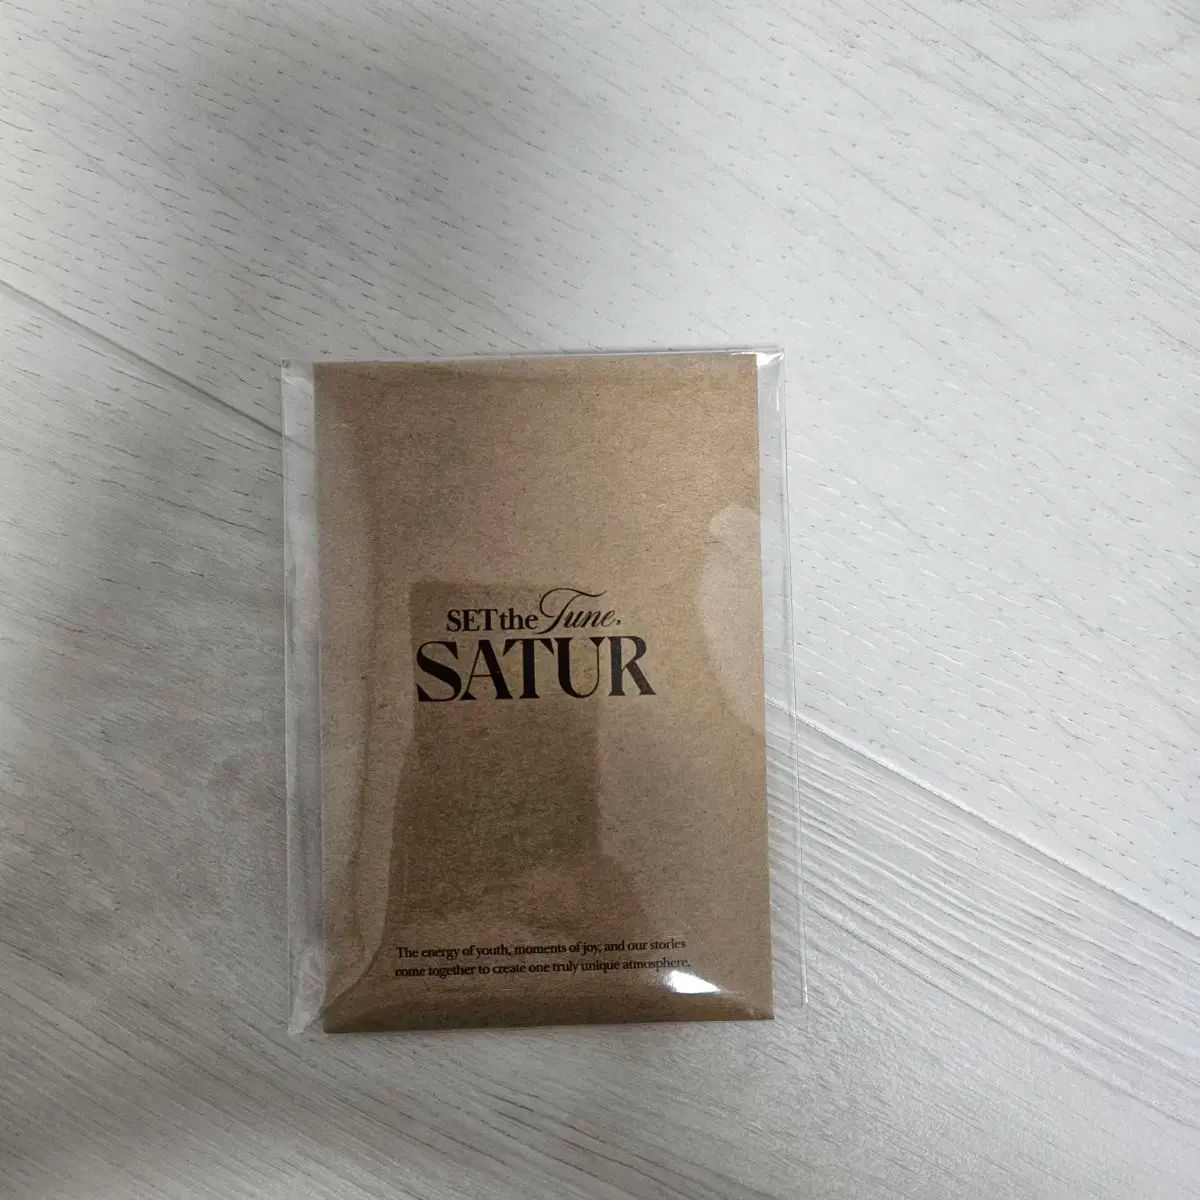 SET the Tune,
SATUR
The energy of youth, moments of joy, and our stories
come together to create one truly unique atmosphere.